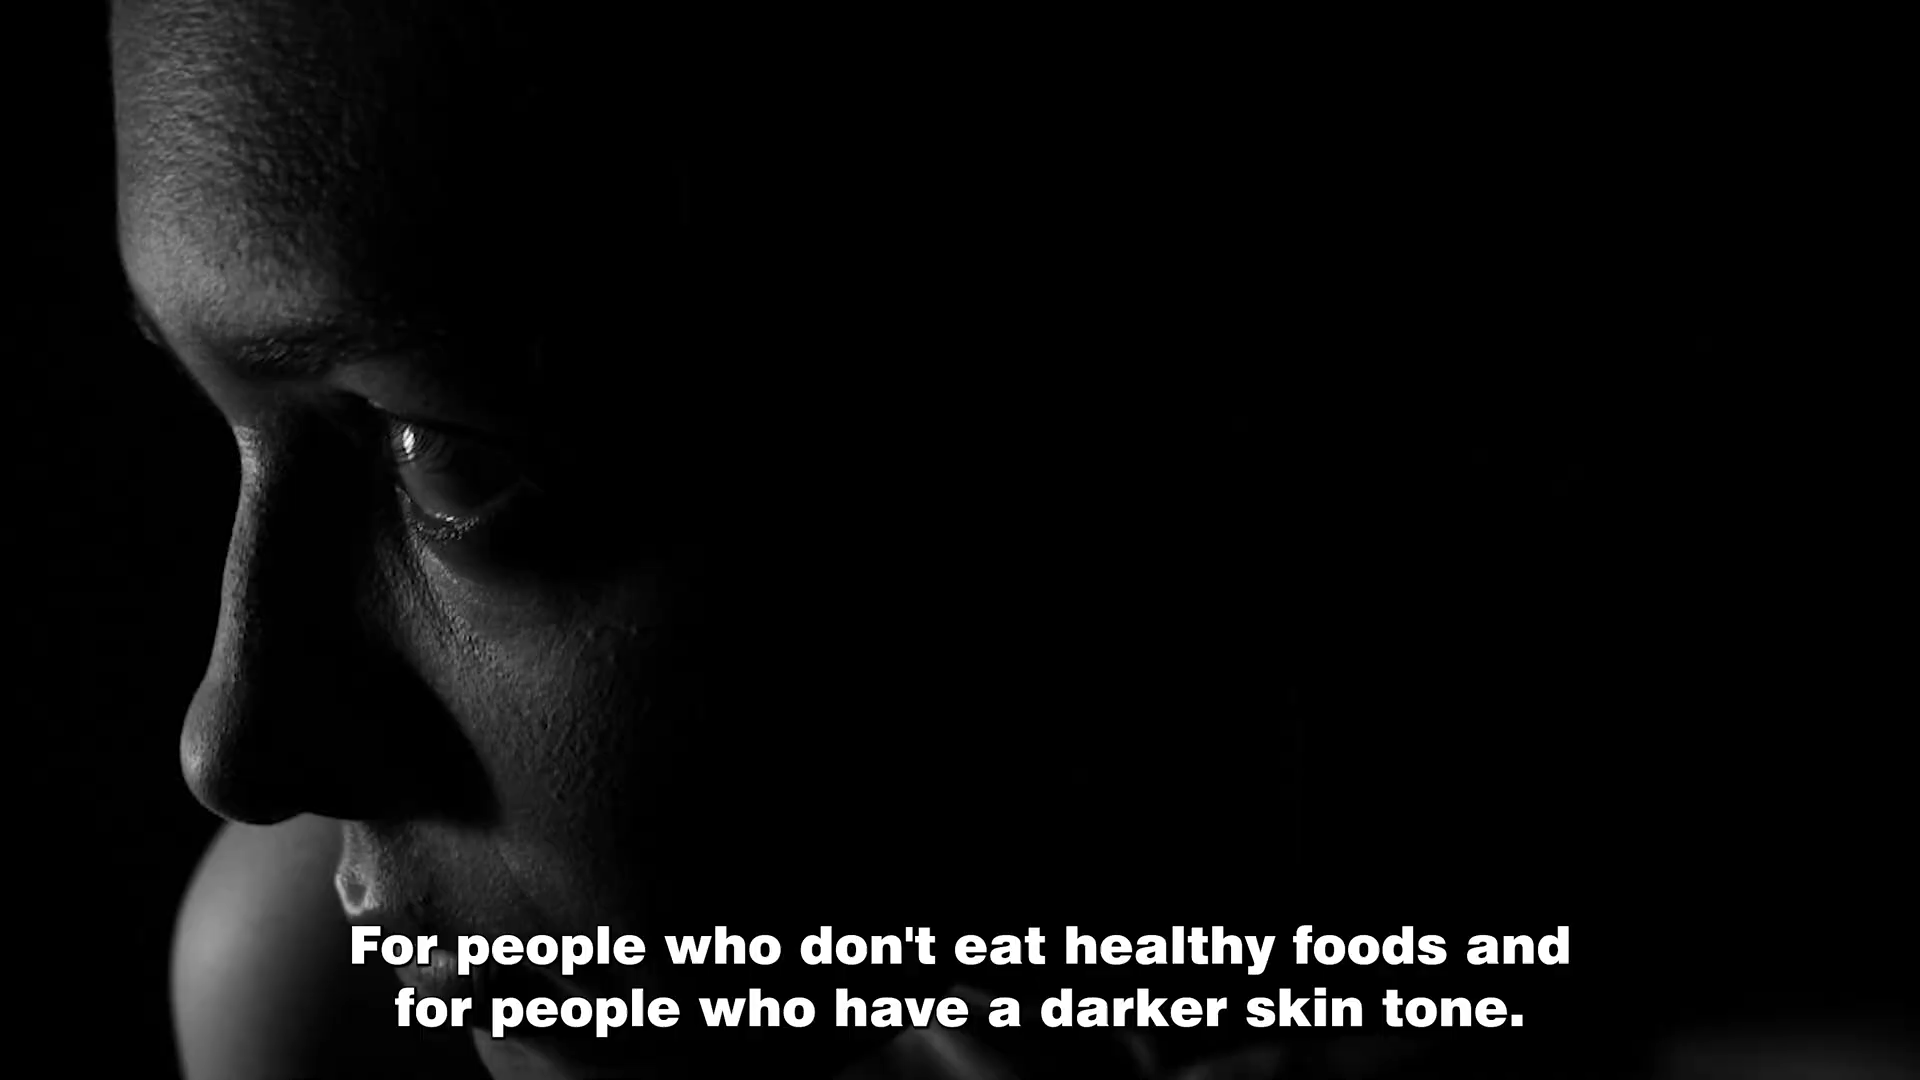 For people who don't eat healthy foods and
for people who have a darker skin tone.